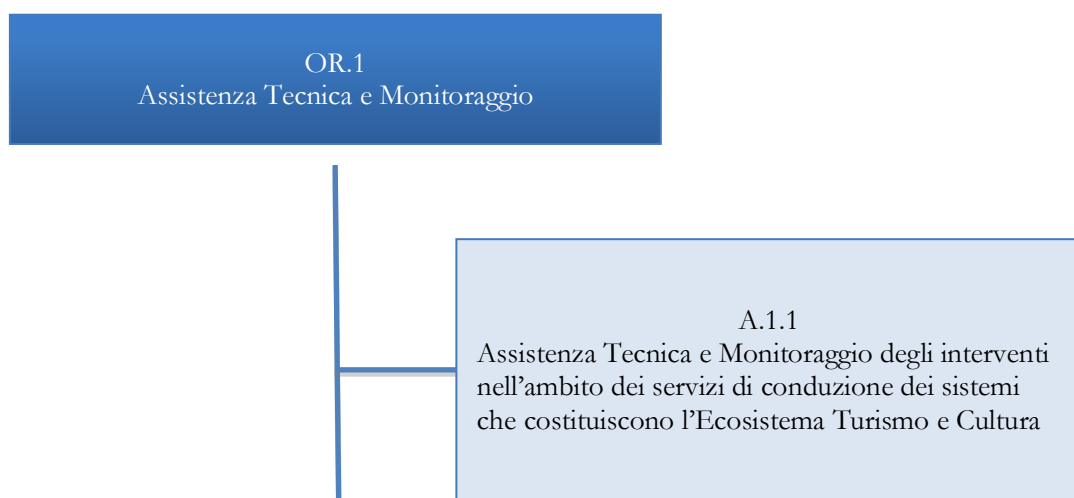 OR.1
Assistenza Tecnica e Monitoraggio
A.1.1
Assistenza Tecnica e Monitoraggio degli interventi
nell’ambito dei servizi di conduzione dei sistemi
che costituiscono l’Ecosistema Turismo e Cultura